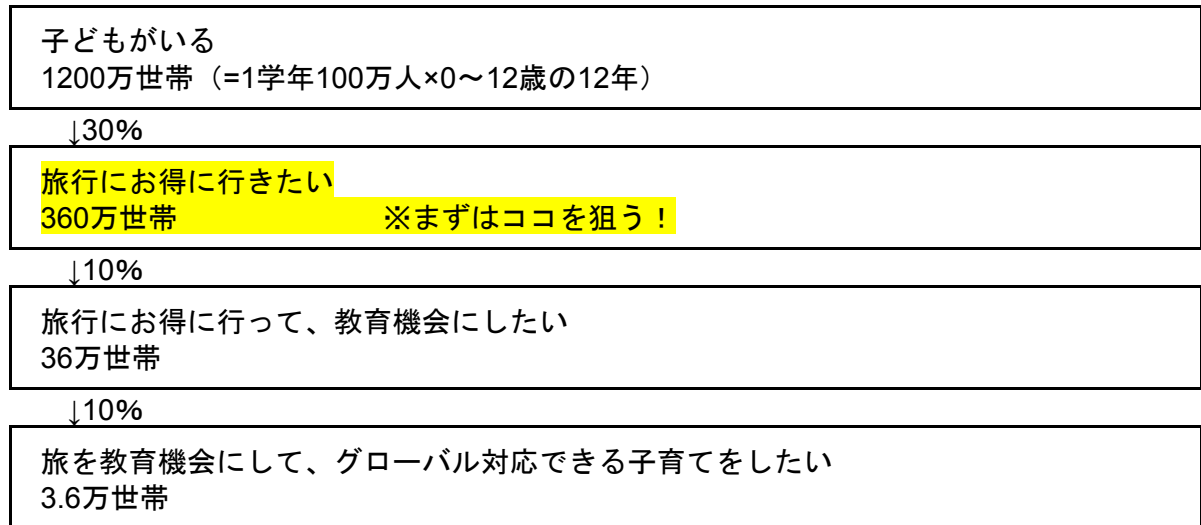 子どもがいる
1200万世帯（=1学年100万人×0〜12歳の12年）
↓30%
旅行にお得に行きたい
360万世帯　　　　　　　※まずはココを狙う！
↓10%
旅行にお得に行って、教育機会にしたい
36万世帯
↓10%
旅を教育機会にして、グローバル対応できる子育てをしたい
3.6万世帯